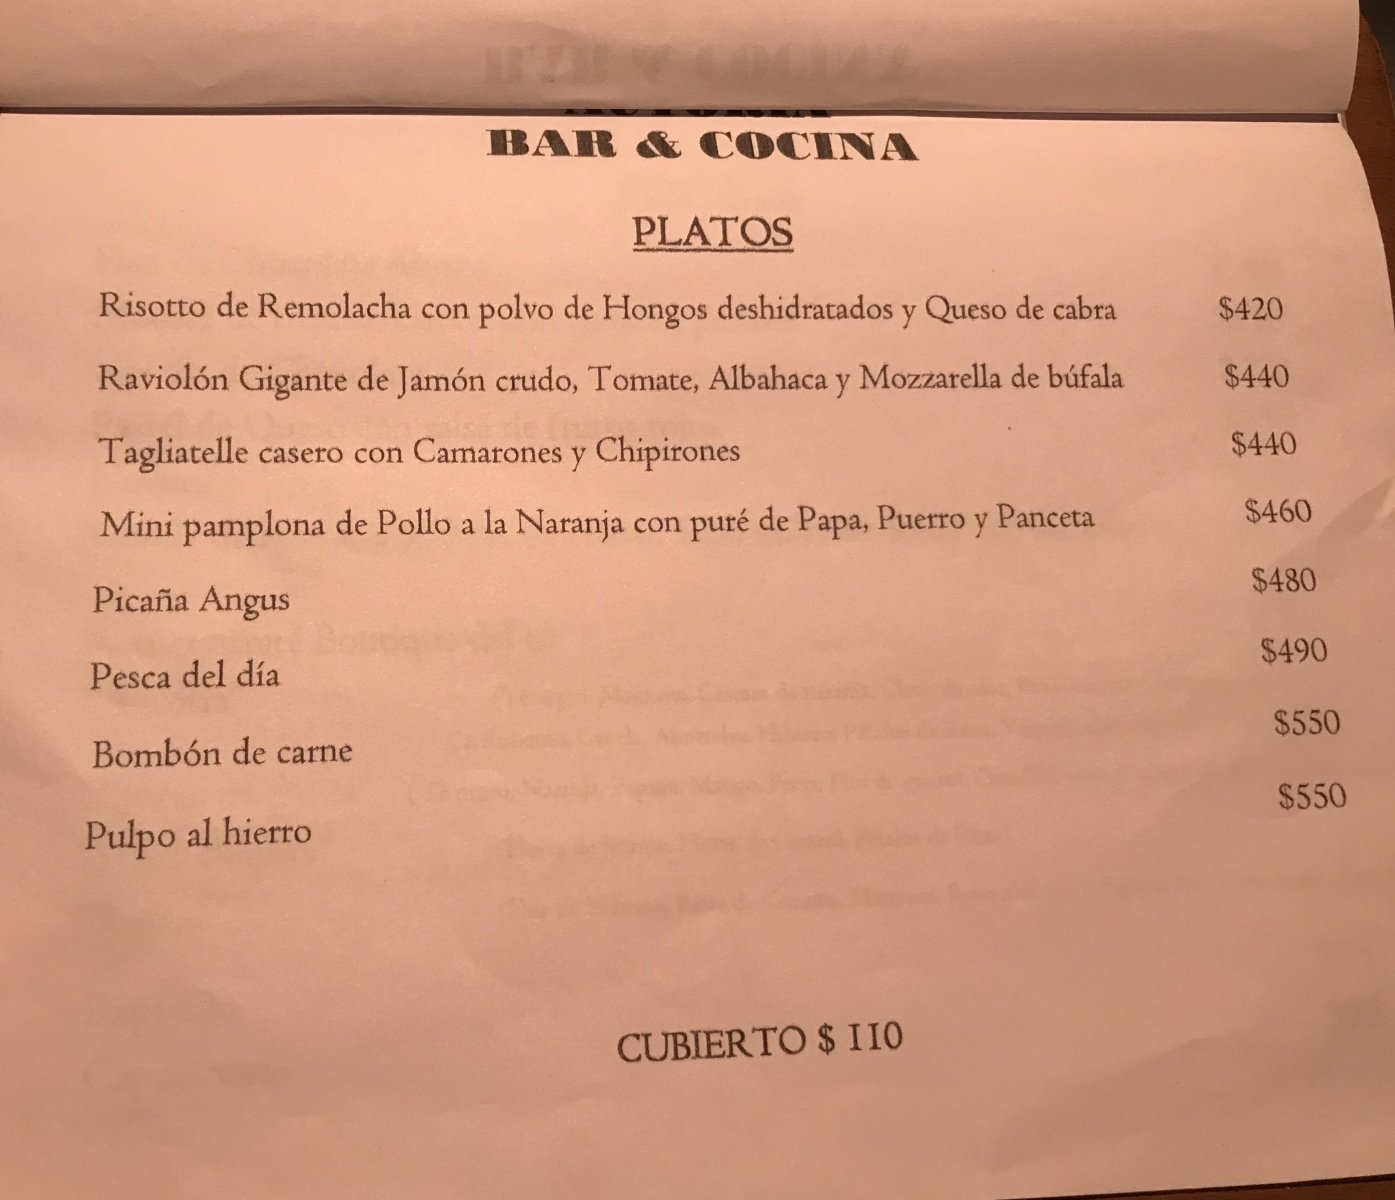 BAR & COCINA
PLATOS
Risotto de Remolacha con polvo de Hongos deshidratados y Queso de cabra $420
Raviolón Gigante de Jamón crudo, Tomate, Albahaca y Mozzarella de búfala $440
Tagliatelle casero con Camarones y Chipirones $440
Mini pamplona de Pollo a la Naranja con puré de Papa, Puerro y Panceta $460
Picaña Angus $480
Pesca del día $490
Bombón de carne $550
Pulpo al hierro $550
CUBIERTO $ 110